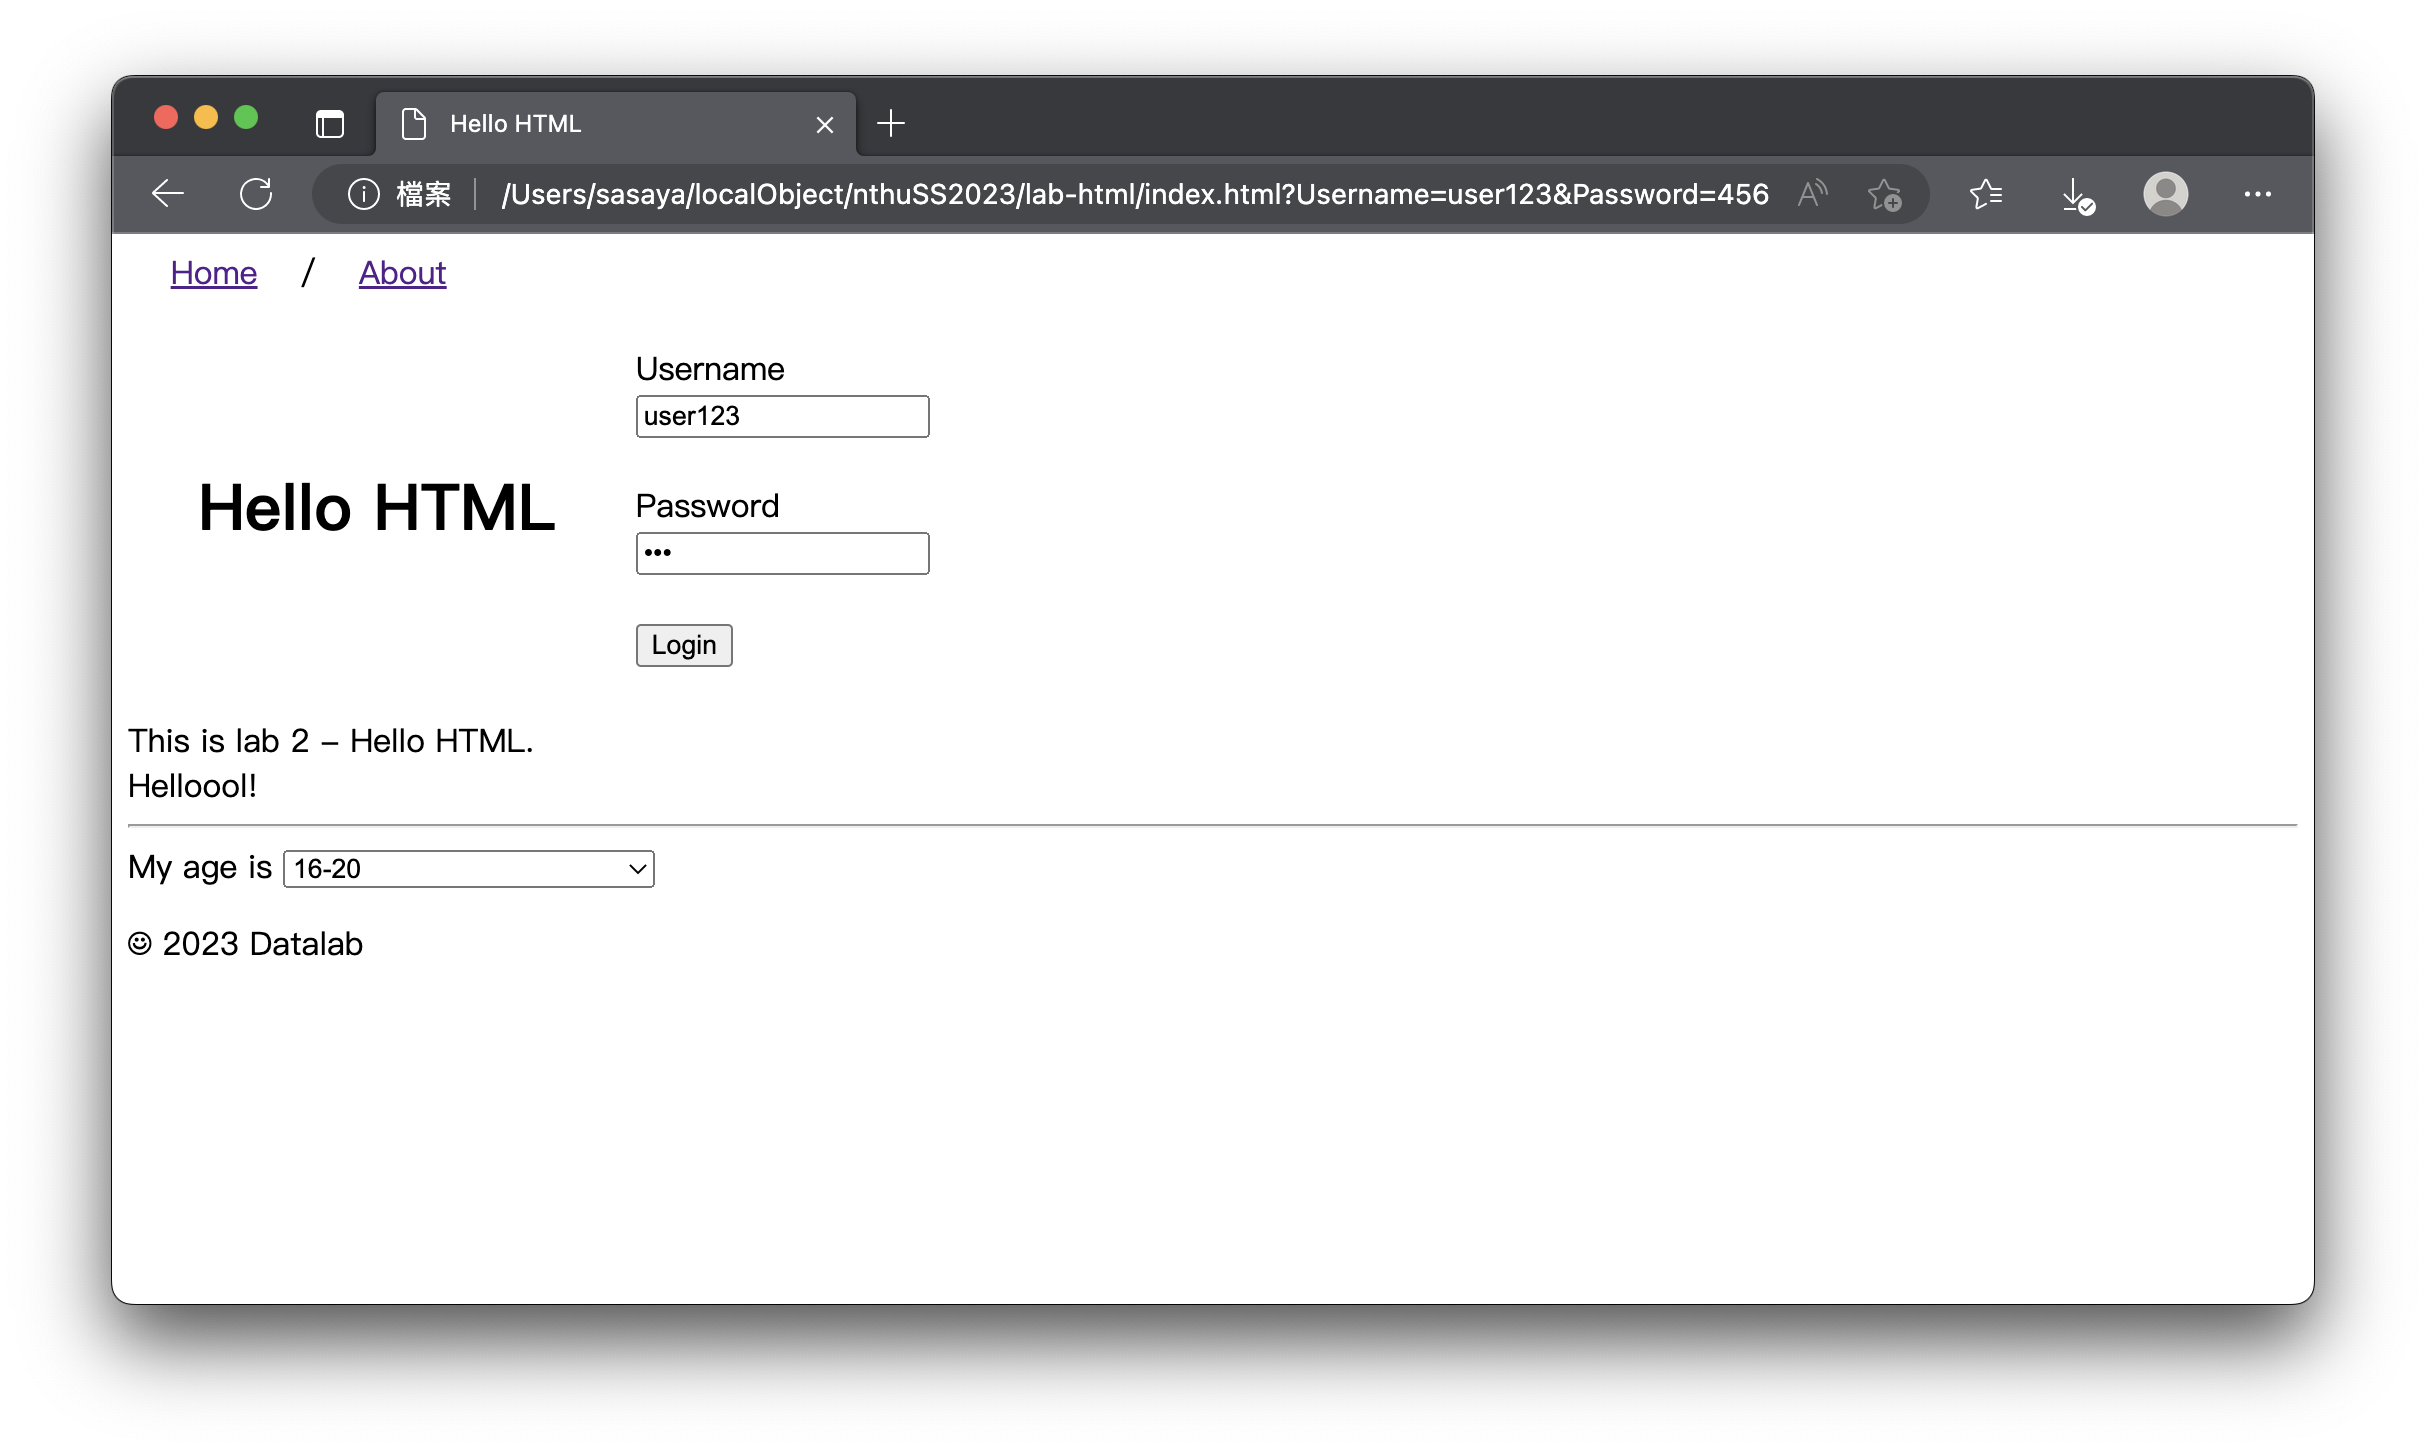 Hello HTML
檔案 /Users/sasaya/localObject/nthuSS2023/lab-html/index.html?Username=user123&Password=456
Home / About
Hello HTML
Username
user123
Password
•••
Login
This is lab 2 – Hello HTML.
Helloool!
My age is 16-20
☺ 2023 Datalab